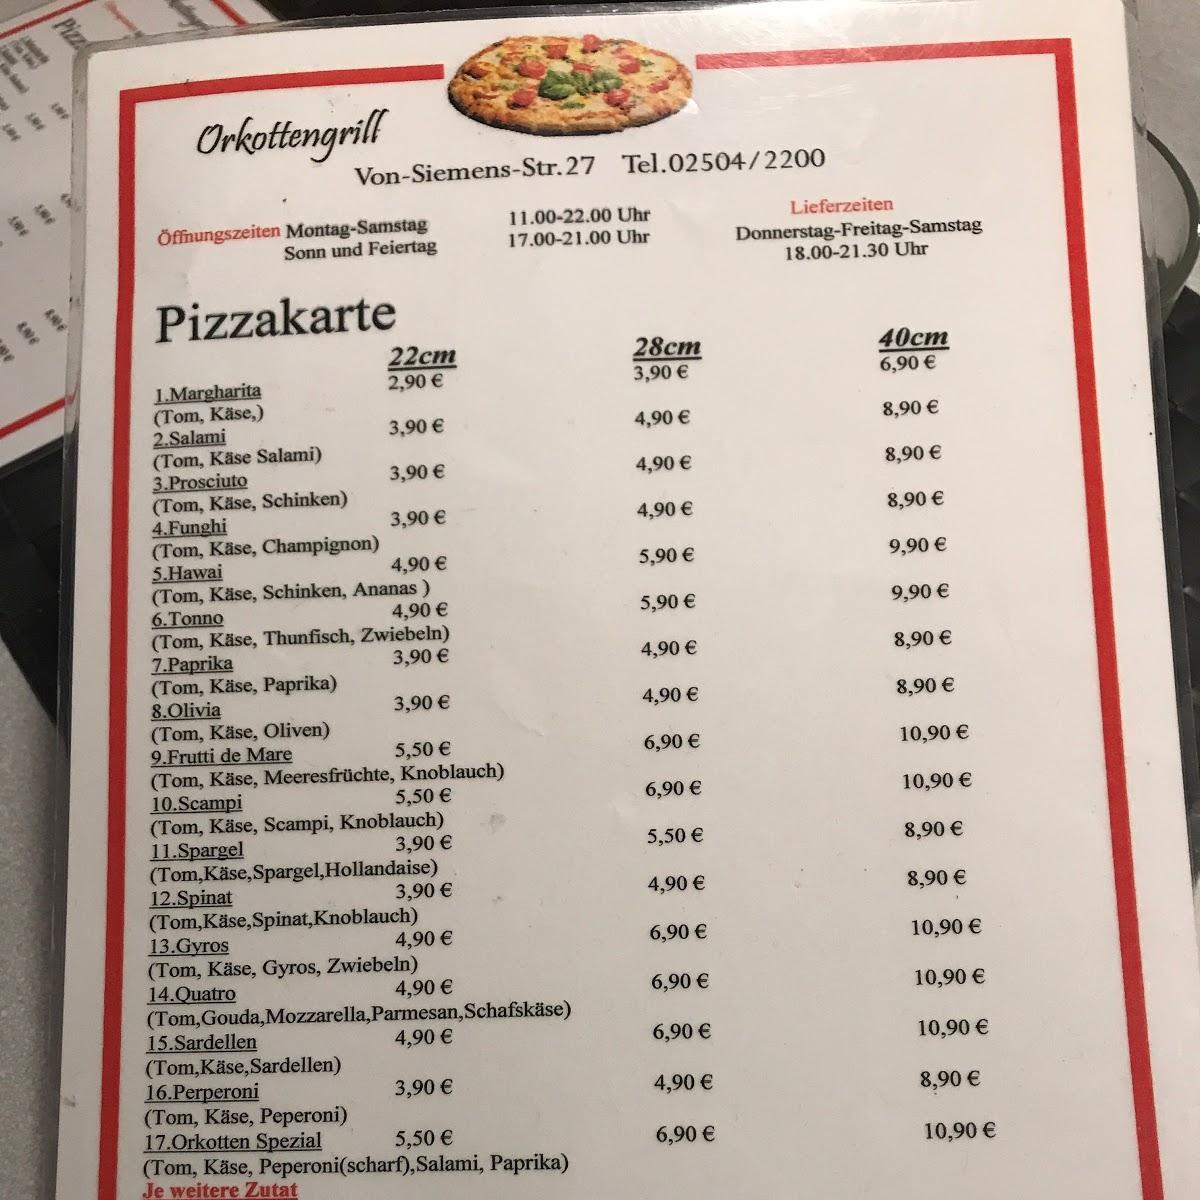 Orkottengrill
Von-Siemens-Str.27 Tel.02504/2200
Öffnungszeiten Montag-Samstag 11.00-22.00 Uhr
Sonn und Feiertag 17.00-21.00 Uhr
Lieferzeiten
Donnerstag-Freitag-Samstag
18.00-21.30 Uhr
Pizzakarte
22cm 28cm 40cm
1.Margharita 2,90 € 3,90 € 6,90 €
(Tom, Käse,)
2.Salami 3,90 € 4,90 € 8,90 €
(Tom, Käse Salami)
3.Prosciuto 3,90 € 4,90 € 8,90 €
(Tom, Käse, Schinken)
4.Funghi 3,90 € 4,90 € 8,90 €
(Tom, Käse, Champignon)
5.Hawai 4,90 € 5,90 € 9,90 €
(Tom, Käse, Schinken, Ananas )
6.Tonno 4,90 € 5,90 € 9,90 €
(Tom, Käse, Thunfisch, Zwiebeln)
7.Paprika 3,90 € 4,90 € 8,90 €
(Tom, Käse, Paprika)
8.Olivia 3,90 € 4,90 € 8,90 €
(Tom, Käse, Oliven)
9.Frutti de Mare 5,50 € 6,90 € 10,90 €
(Tom, Käse, Meeresfrüchte, Knoblauch)
10.Scampi 5,50 € 6,90 € 10,90 €
(Tom, Käse, Scampi, Knoblauch)
11.Spargel 3,90 € 5,50 € 8,90 €
(Tom,Käse,Spargel,Hollandaise)
12.Spinat 3,90 € 4,90 € 8,90 €
(Tom,Käse,Spinat,Knoblauch)
13.Gyros 4,90 € 6,90 € 10,90 €
(Tom, Käse, Gyros, Zwiebeln)
14.Quatro 4,90 € 6,90 € 10,90 €
(Tom,Gouda,Mozzarella,Parmesan,Schafskäse)
15.Sardellen 4,90 € 6,90 € 10,90 €
(Tom,Käse,Sardellen)
16.Perperoni 3,90 € 4,90 € 8,90 €
(Tom, Käse, Peperoni)
17.Orkotten Spezial 5,50 € 6,90 € 10,90 €
(Tom, Käse, Peperoni(scharf),Salami, Paprika)
Je weitere Zutat